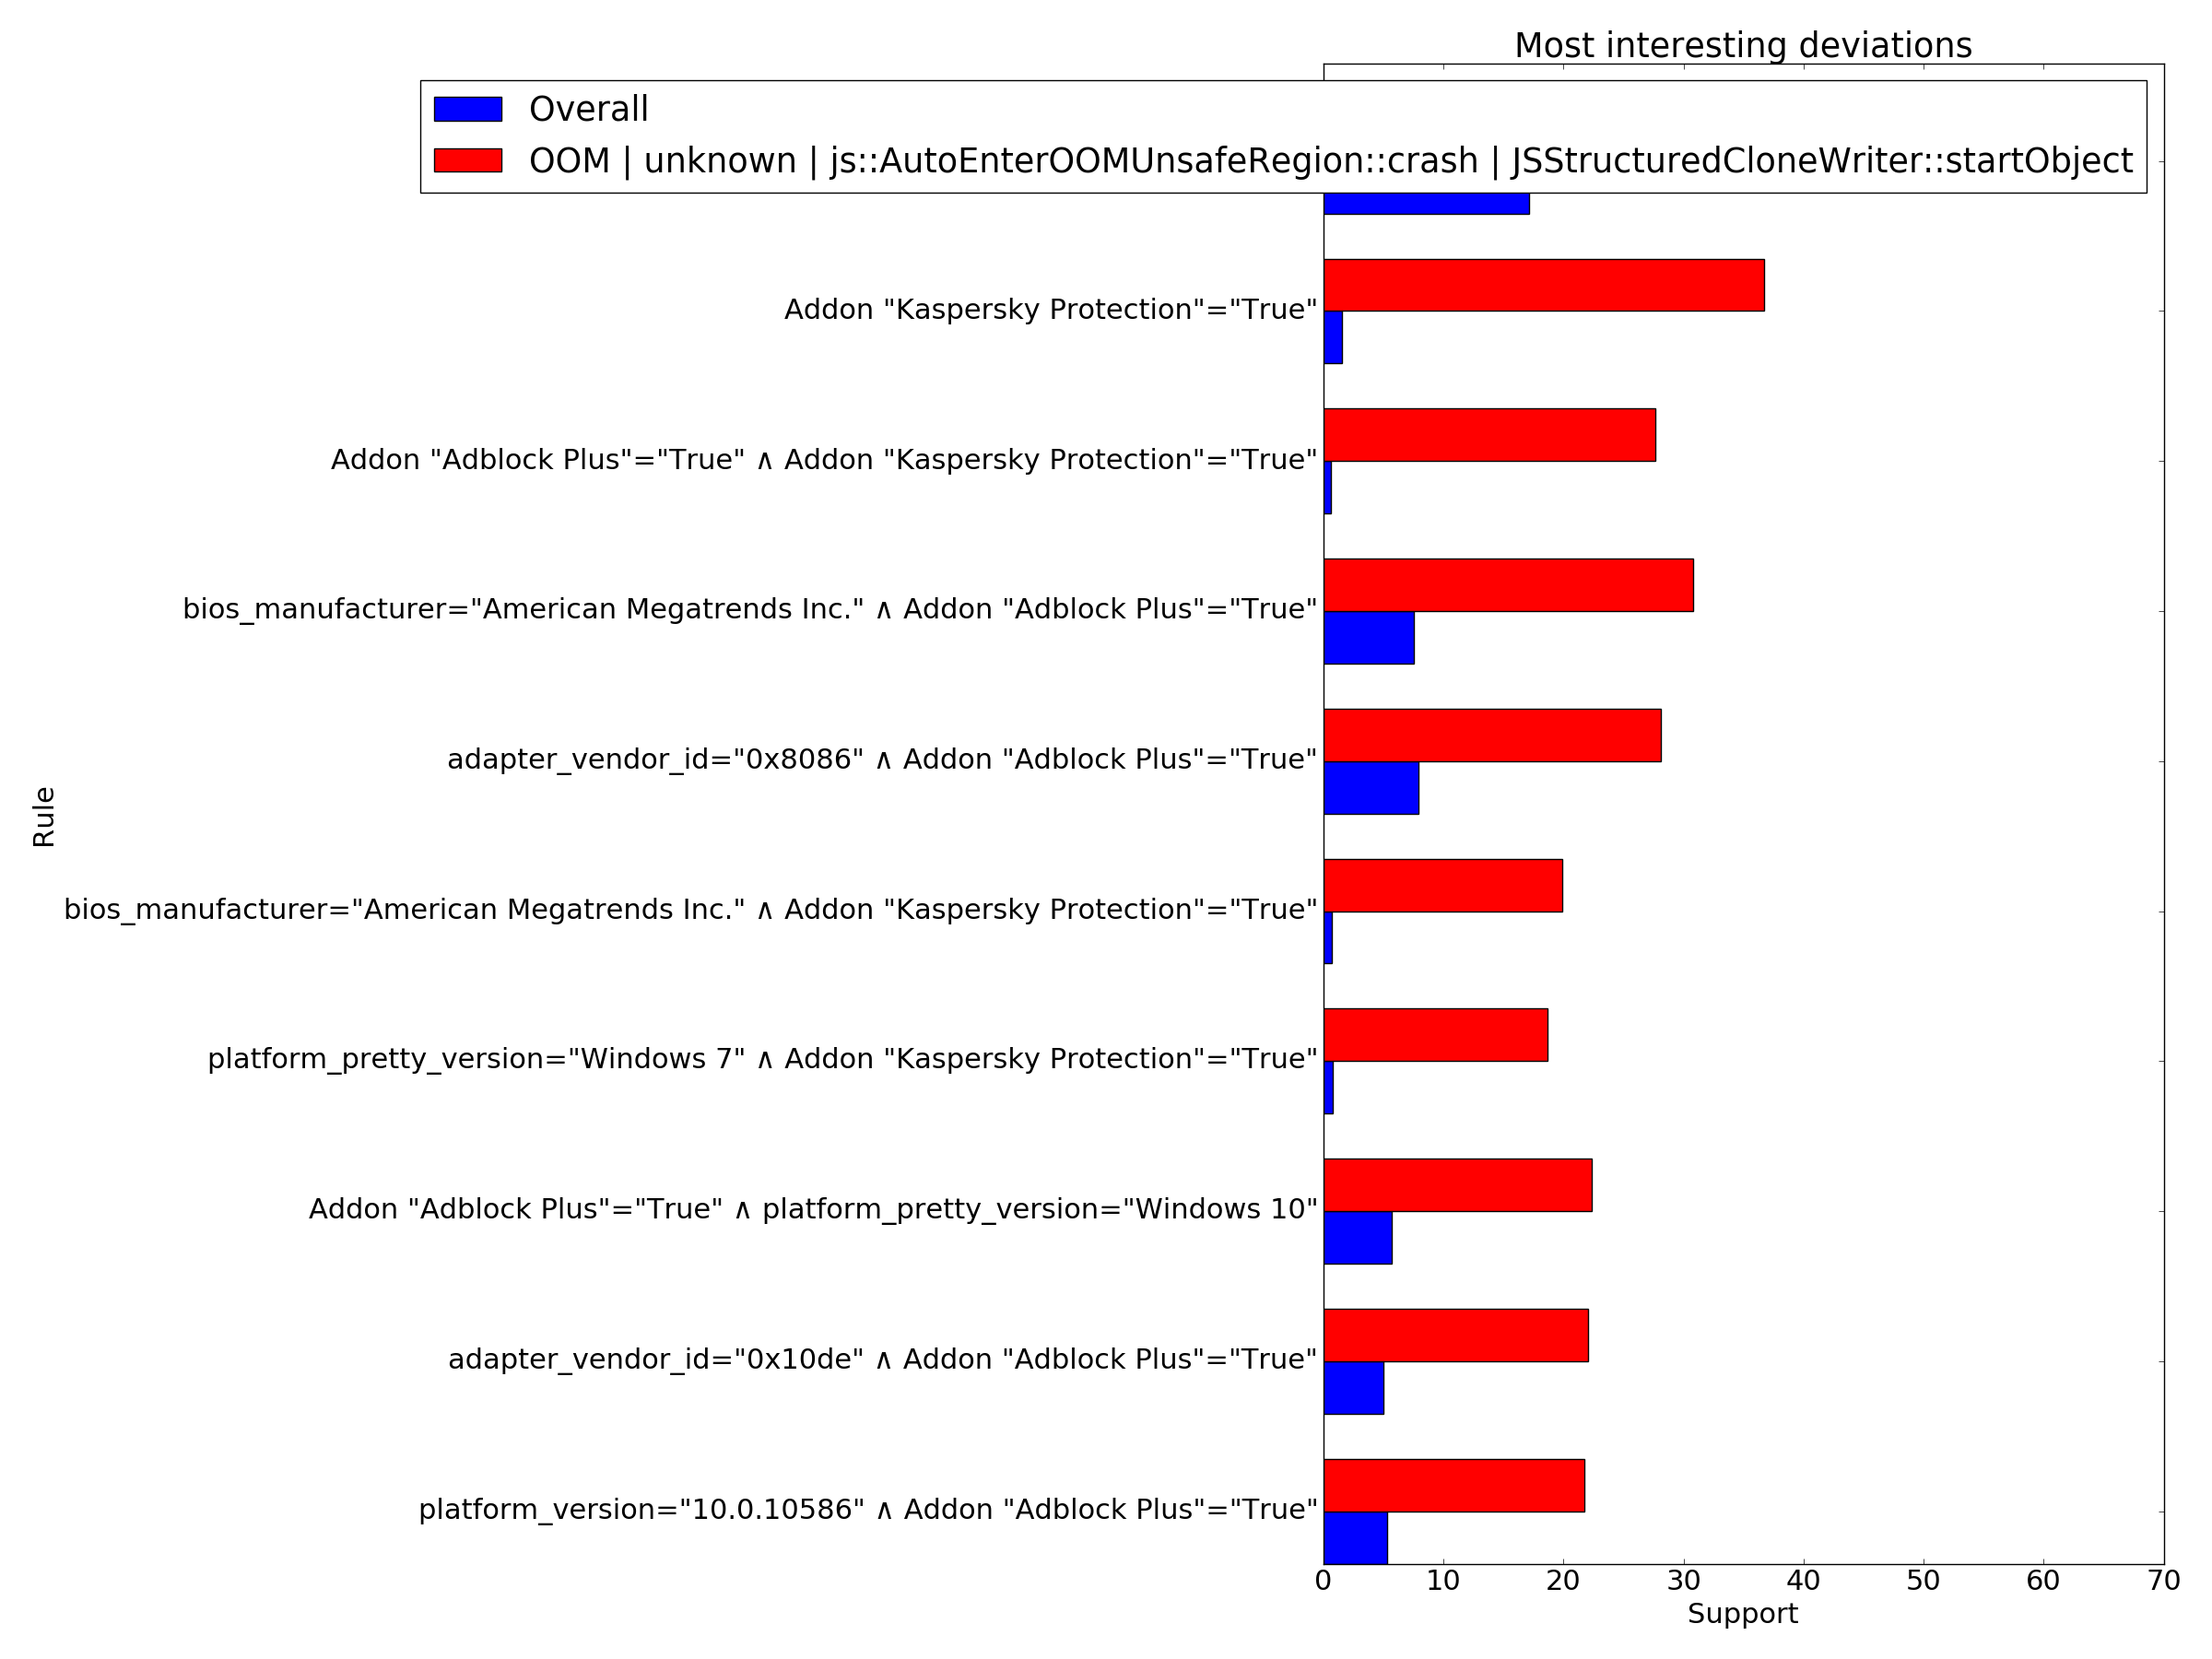 Most interesting deviations
Overall
OOM | unknown | js::AutoEnterOOMUnsafeRegion::crash | JSStructuredCloneWriter::startObject
Addon "Kaspersky Protection"="True"
Addon "Adblock Plus"="True" ∧ Addon "Kaspersky Protection"="True"
bios_manufacturer="American Megatrends Inc." ∧ Addon "Adblock Plus"="True"
adapter_vendor_id="0x8086" ∧ Addon "Adblock Plus"="True"
Rule
bios_manufacturer="American Megatrends Inc." ∧ Addon "Kaspersky Protection"="True"
platform_pretty_version="Windows 7" ∧ Addon "Kaspersky Protection"="True"
Addon "Adblock Plus"="True" ∧ platform_pretty_version="Windows 10"
adapter_vendor_id="0x10de" ∧ Addon "Adblock Plus"="True"
platform_version="10.0.10586" ∧ Addon "Adblock Plus"="True"
0 10 20 30 40 50 60 70
Support